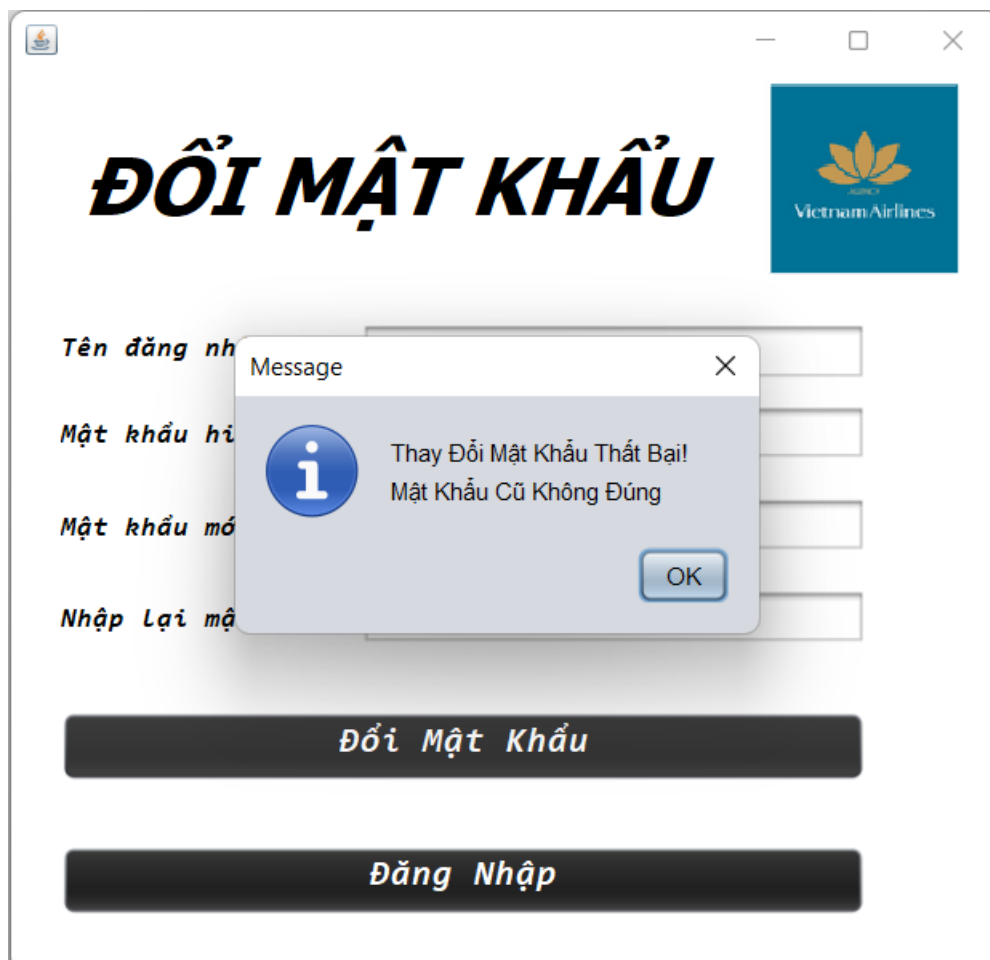 ĐỔI MẬT KHẨU
AGENCY
Vietnam Airlines
Tên đăng nh
Message
Mật khẩu hi
Thay Đổi Mật Khẩu Thất Bại!
Mật Khẩu Cũ Không Đúng
Mật khẩu mớ
OK
Nhập lại mậ
Đổi Mật Khẩu
Đăng Nhập